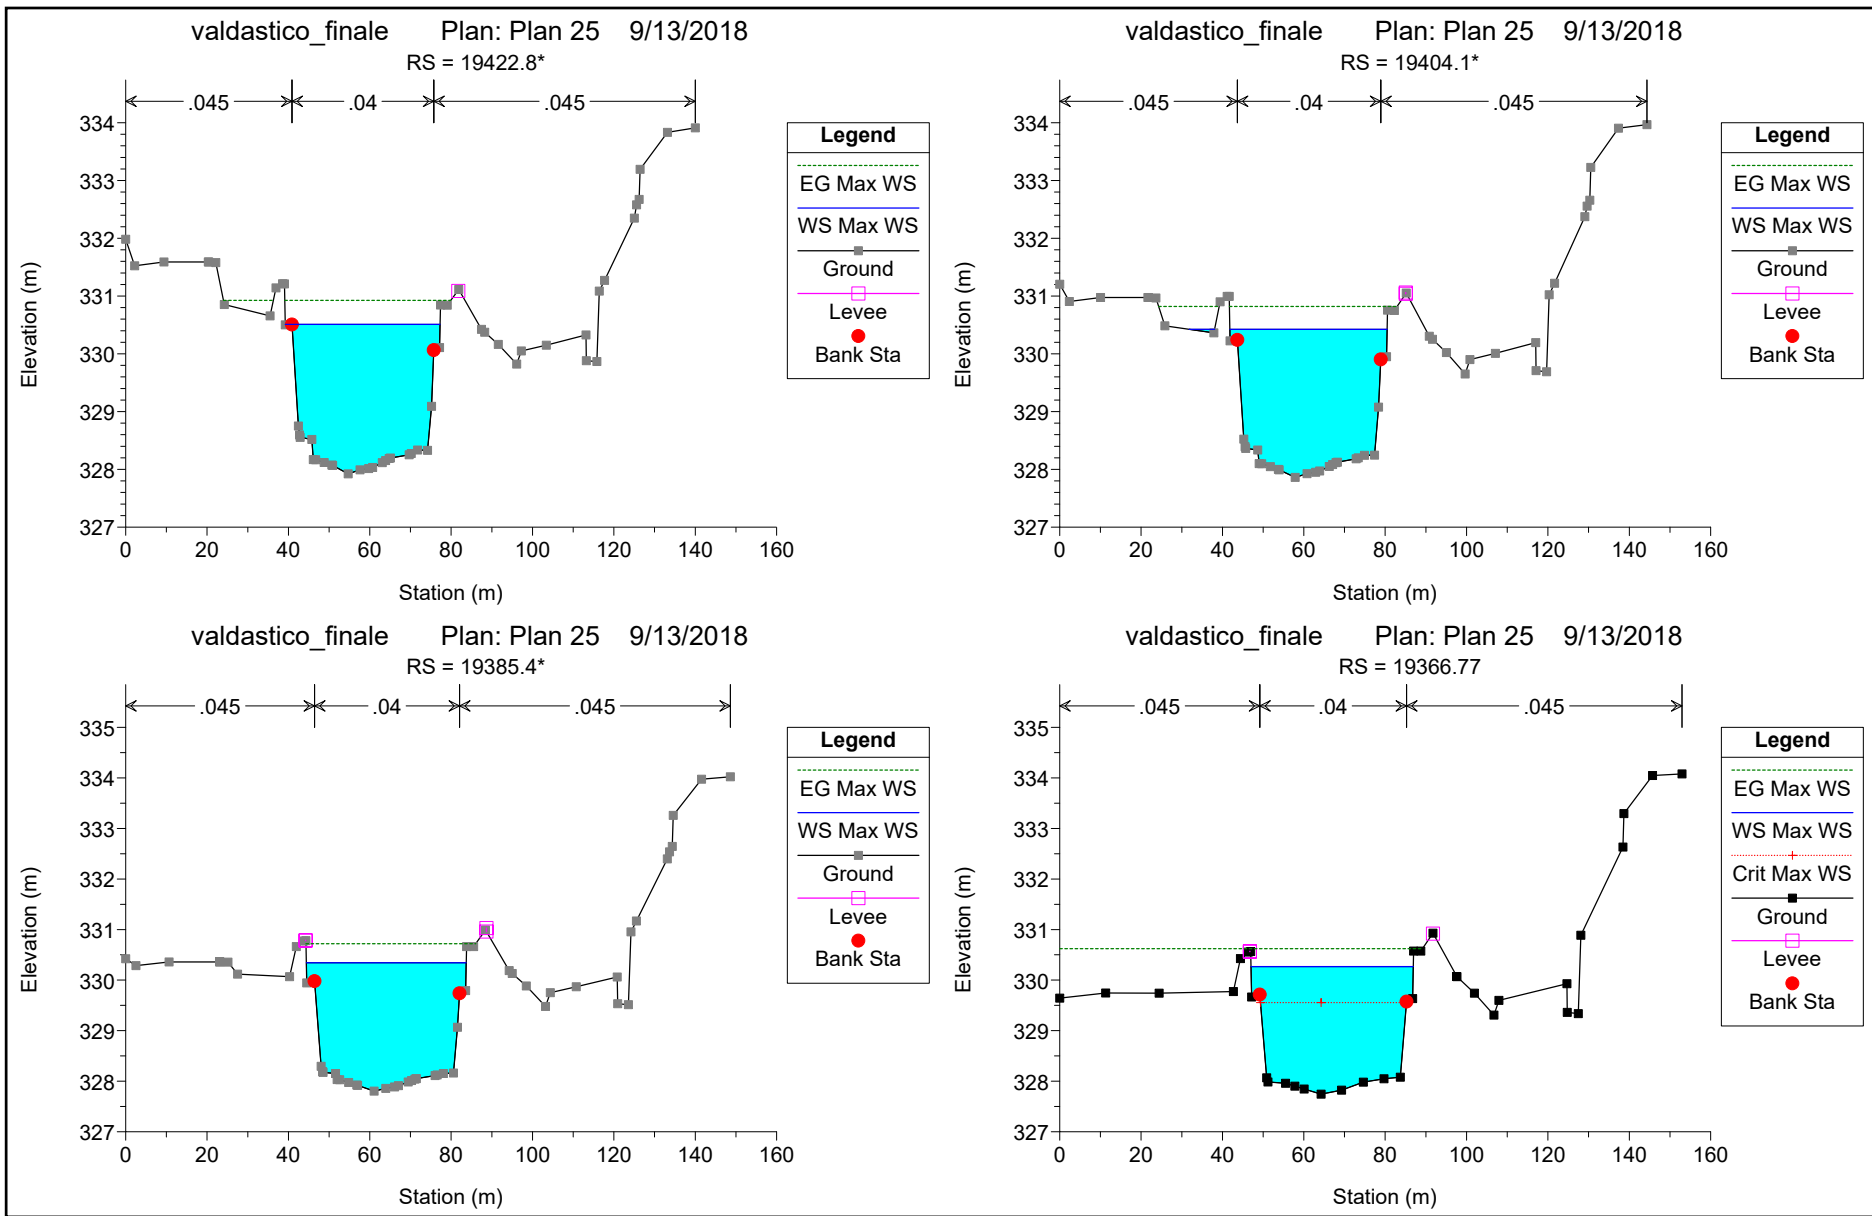 valdastico_finale Plan: Plan 25 9/13/2018
RS = 19422.8*
.045 .04 .045
334
333
332
331
330
329
328
327
0 20 40 60 80 100 120 140 160
Station (m)
Elevation (m)
Legend
EG Max WS
WS Max WS
Ground
Levee
Bank Sta
valdastico_finale Plan: Plan 25 9/13/2018
RS = 19404.1*
.045 .04 .045
334
333
332
331
330
329
328
327
0 20 40 60 80 100 120 140 160
Station (m)
Elevation (m)
Legend
EG Max WS
WS Max WS
Ground
Levee
Bank Sta
valdastico_finale Plan: Plan 25 9/13/2018
RS = 19385.4*
.045 .04 .045
335
334
333
332
331
330
329
328
327
0 20 40 60 80 100 120 140 160
Station (m)
Elevation (m)
Legend
EG Max WS
WS Max WS
Ground
Levee
Bank Sta
valdastico_finale Plan: Plan 25 9/13/2018
RS = 19366.77
.045 .04 .045
335
334
333
332
331
330
329
328
327
0 20 40 60 80 100 120 140 160
Station (m)
Elevation (m)
Legend
EG Max WS
WS Max WS
Crit Max WS
Ground
Levee
Bank Sta